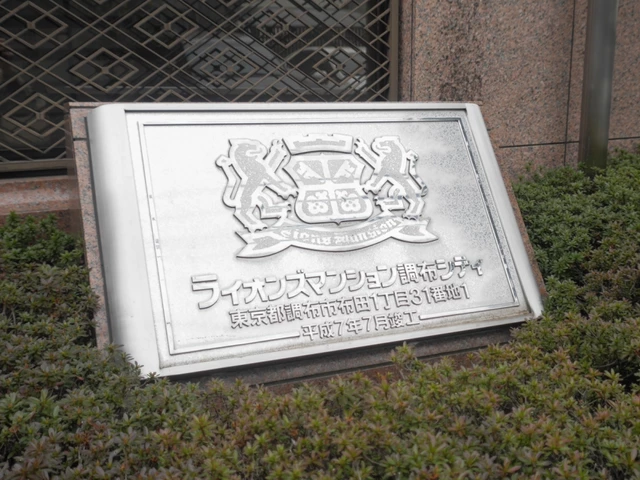 Lions Mansion
ライオンズマンション調布シティ
東京都調布市布田1丁目31番地1
平成7年7月竣工